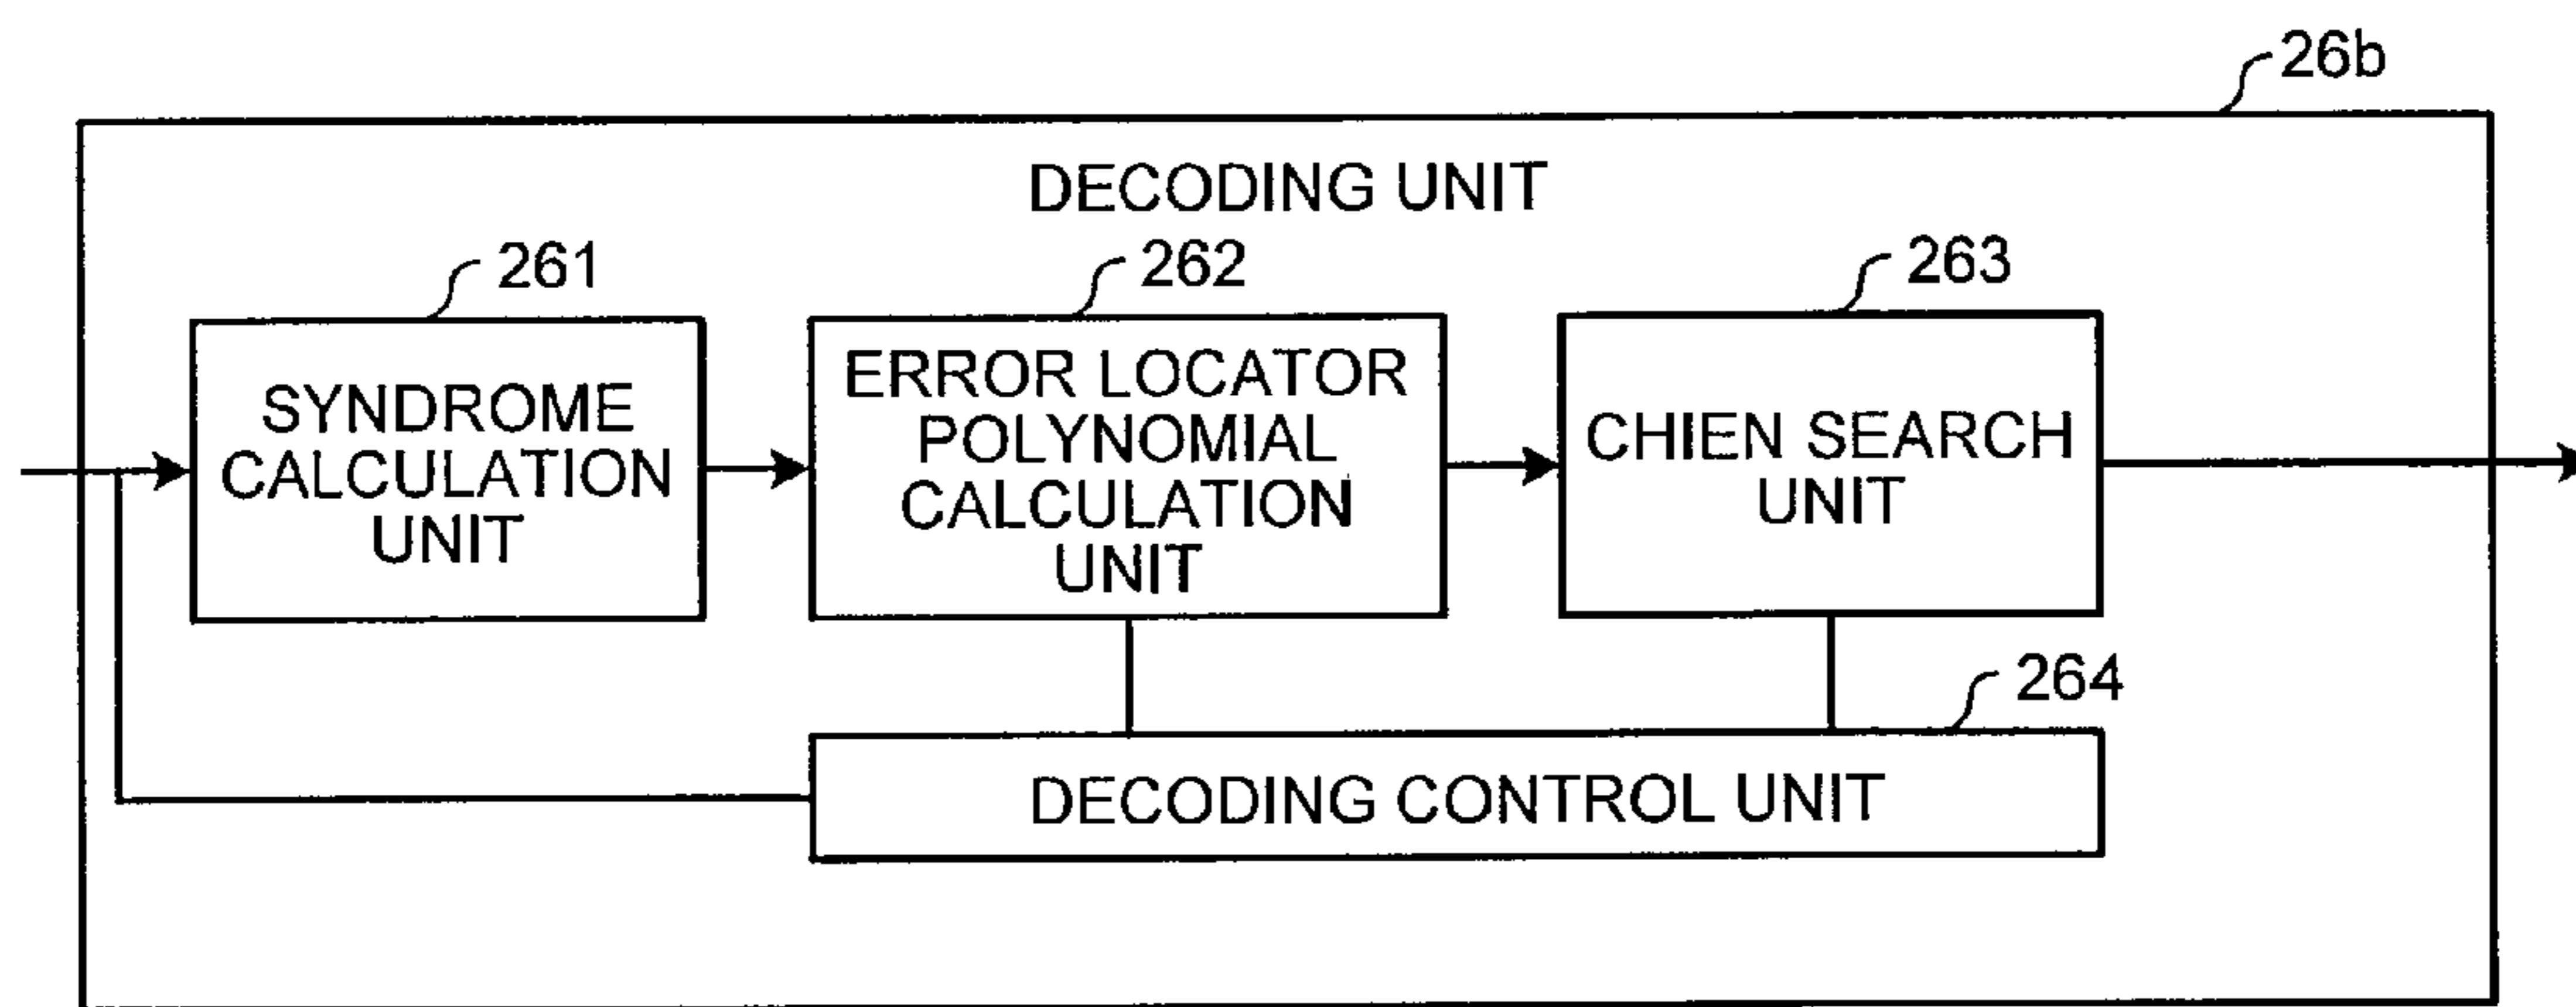 26b
DECODING UNIT
261
262
263
SYNDROME
CALCULATION
UNIT
ERROR LOCATOR
POLYNOMIAL
CALCULATION
UNIT
CHIEN SEARCH
UNIT
264
DECODING CONTROL UNIT